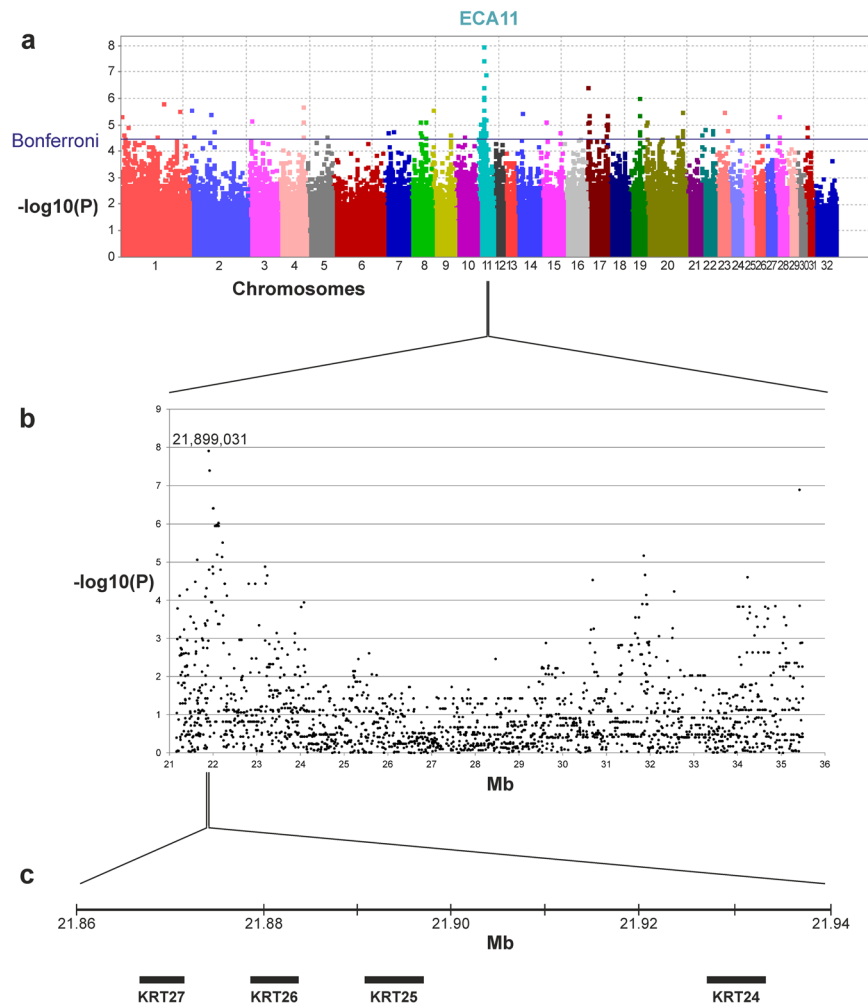 ECA11
a
8
7
6
5
Bonferroni
4
3
-log10(P)
2
1
0
1 2 3 4 5 6 7 8 9 10 11 12 13 14 15 16 17 18 19 20 21 22 23 24 25 26 27 28 29 30 31 32
Chromosomes
b
9
21,899,031
8
7
6
5
-log10(P)
4
3
2
1
0
21 22 23 24 25 26 27 28 29 30 31 32 33 34 35 36
Mb
c
21.86 21.88 21.90 21.92 21.94
Mb
KRT27 KRT26 KRT25 KRT24